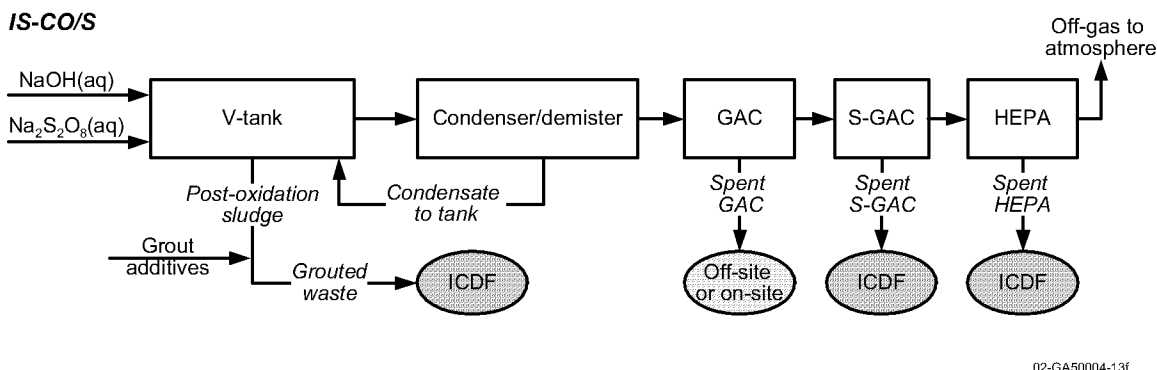 IS-CO/S
Off-gas to
atmosphere
NaOH(aq)
Na₂S₂O₈(aq)
V-tank
Condenser/demister
GAC
S-GAC
HEPA
Post-oxidation
sludge
Condensate
to tank
Spent
GAC
Spent
S-GAC
Spent
HEPA
Grout
additives
Grouted
waste
ICDF
Off-site
or on-site
ICDF
ICDF
02-GA50004-13f